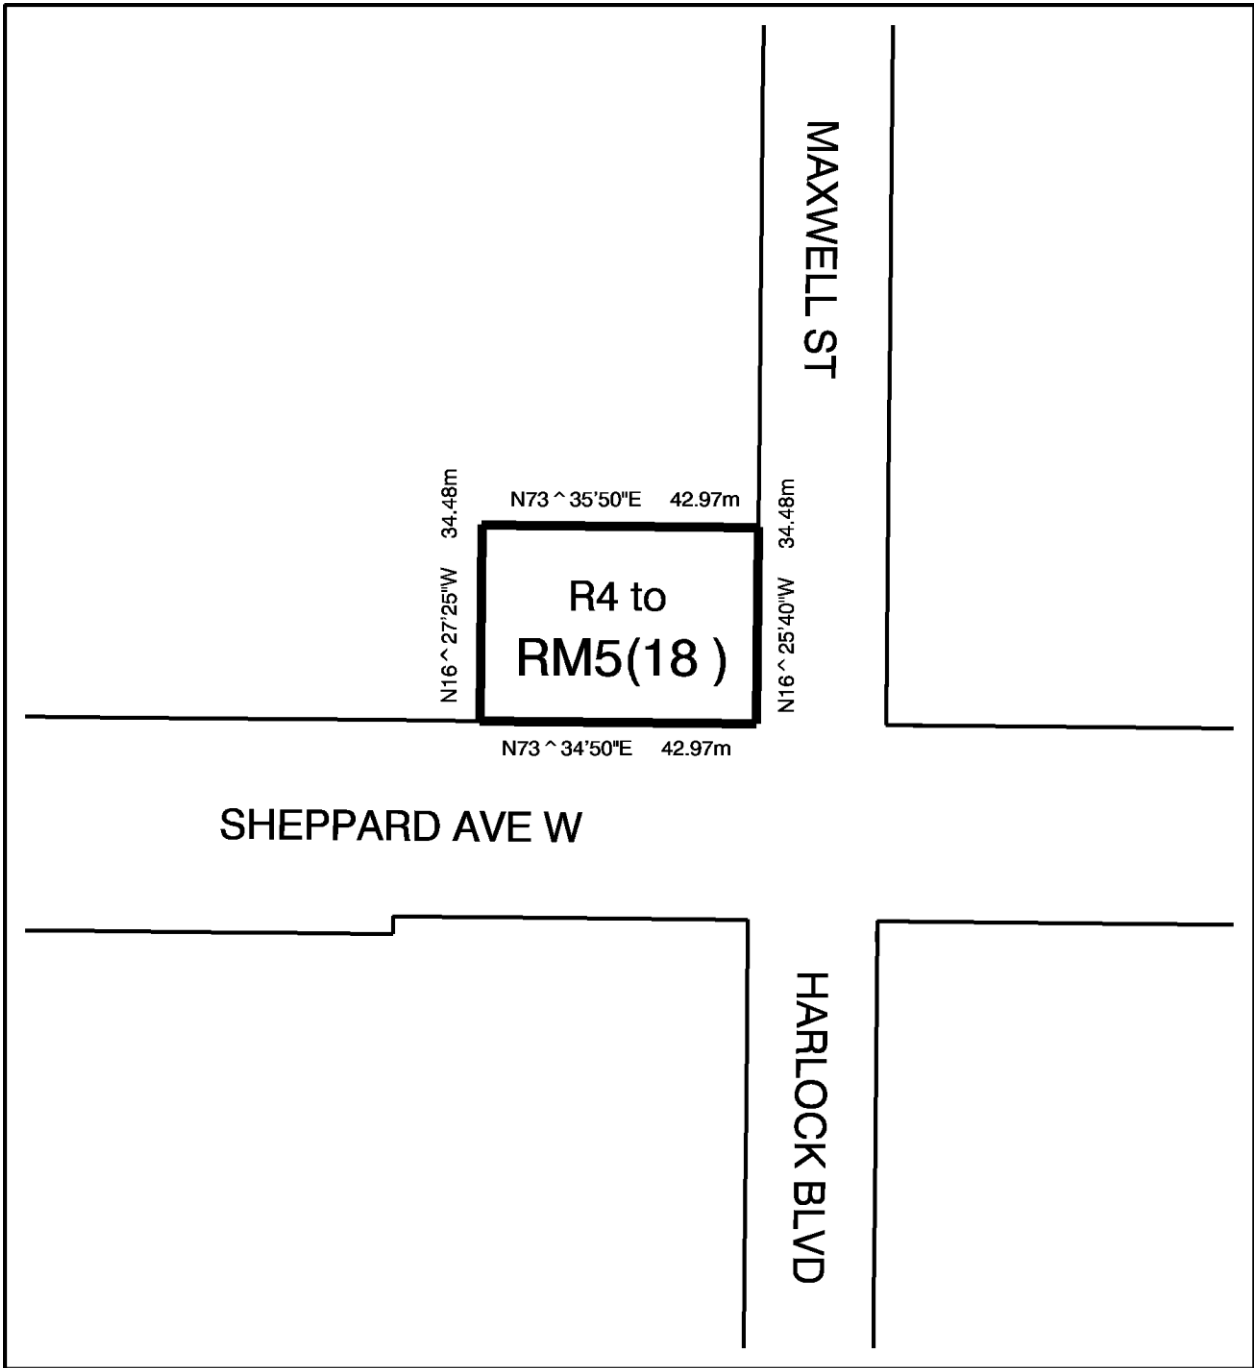 MAXWELL ST
N73^35'50"E 42.97m
N16^27'25"W 34.48m
R4 to
RM5(18 )
N16^25'40"W 34.48m
N73^34'50"E 42.97m
SHEPPARD AVE W
HARLOCK BLVD